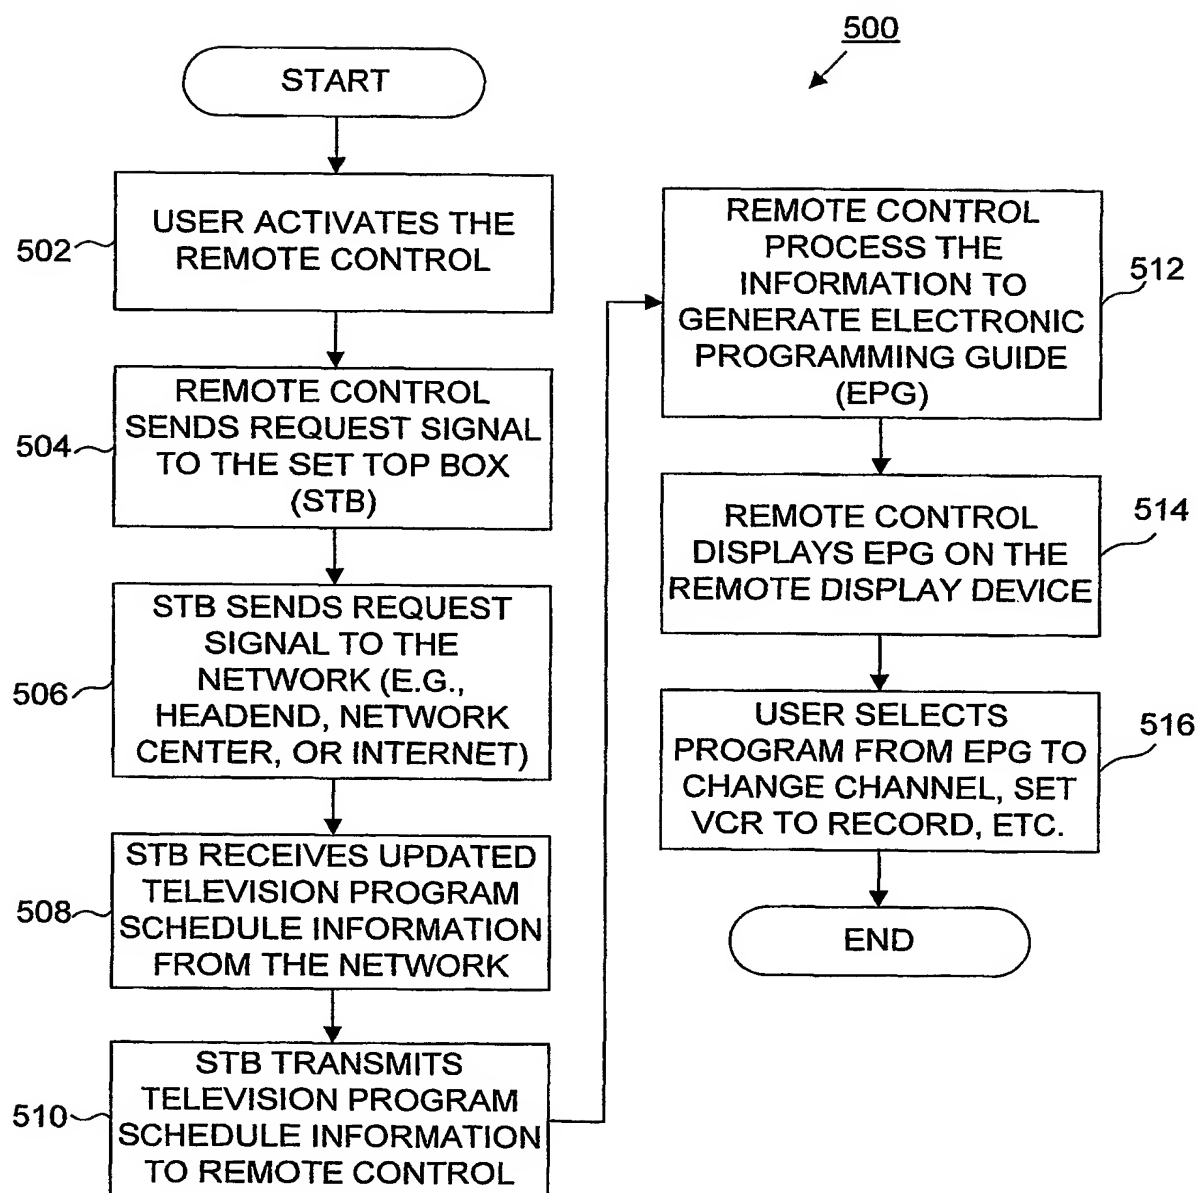 500
START
502
USER ACTIVATES THE
REMOTE CONTROL
504
REMOTE CONTROL
SENDS REQUEST SIGNAL
TO THE SET TOP BOX
(STB)
506
STB SENDS REQUEST
SIGNAL TO THE
NETWORK (E.G.,
HEADEND, NETWORK
CENTER, OR INTERNET)
508
STB RECEIVES UPDATED
TELEVISION PROGRAM
SCHEDULE INFORMATION
FROM THE NETWORK
510
STB TRANSMITS
TELEVISION PROGRAM
SCHEDULE INFORMATION
TO REMOTE CONTROL
REMOTE CONTROL
PROCESS THE
INFORMATION TO
GENERATE ELECTRONIC
PROGRAMMING GUIDE
(EPG)
512
REMOTE CONTROL
DISPLAYS EPG ON THE
REMOTE DISPLAY DEVICE
514
USER SELECTS
PROGRAM FROM EPG TO
CHANGE CHANNEL, SET
VCR TO RECORD, ETC.
516
END